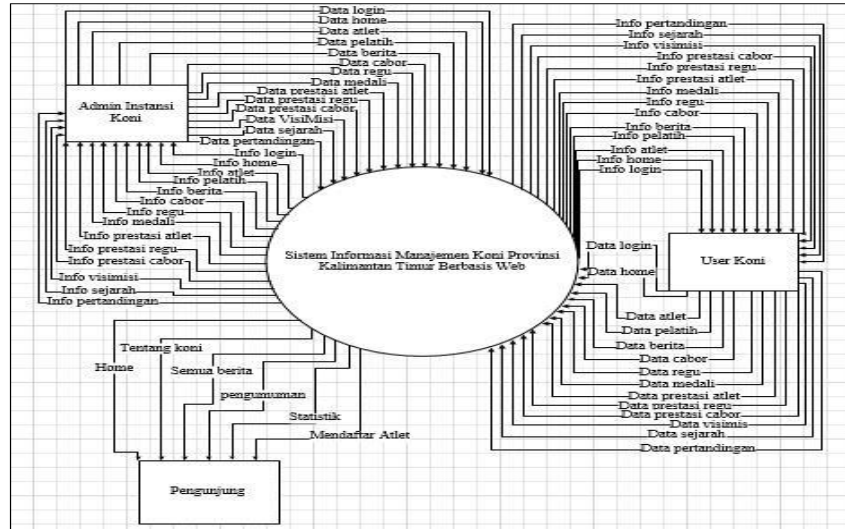 Data login
Data home
Data atlet
Data pelatih
Data berita
Data cabor
Data regu
Data medali
Data prestasi atlet
Data prestasi regu
Data prestasi cabor
Data VisiMisi
Data sejarah
Data pertandingan
Admin Instansi
Koni
Info login
Info home
Info atlet
Info pelatih
Info berita
Info cabor
Info regu
Info medali
Info prestasi atlet
Info prestasi regu
Info prestasi cabor
Info visimisi
Info sejarah
Info pertandingan
Info pertandingan
Info sejarah
Info visimisi
Info prestasi cabor
Info prestasi regu
Info prestasi atlet
Info medali
Info regu
Info cabor
Info berita
Info pelatih
Info atlet
Info home
Info login
Sistem Informasi Manajemen Koni Provinsi
Kalimantan Timur Berbasis Web
User Koni
Data login
Data home
Data atlet
Data pelatih
Data berita
Data cabor
Data regu
Data medali
Data prestasi atlet
Data prestasi regu
Data prestasi cabor
Data visimis
Data sejarah
Data pertandingan
Tentang koni
Home
Semua berita
pengumuman
Statistik
Mendaftar Atlet
Pengunjung